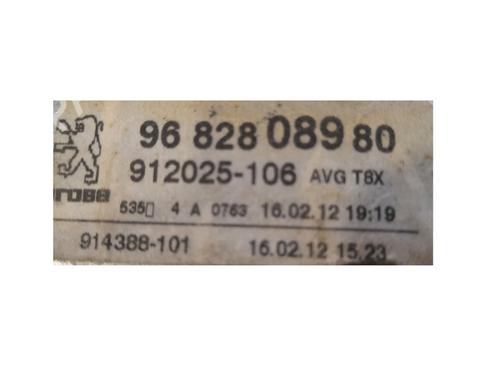 96 828 089 80
912025-106 AVG T8X
535▯ 4 A 0763 16.02.12 19:19
914388-101 16.02.12 15,23